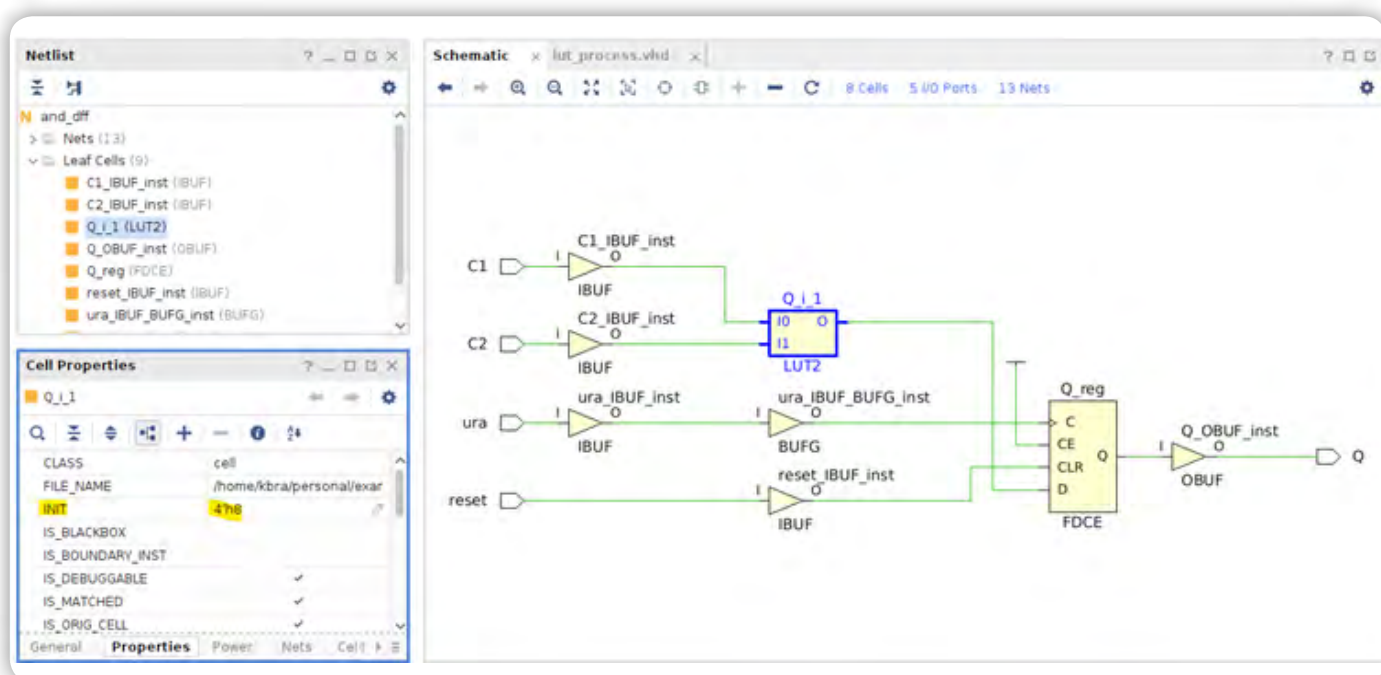 Netlist
and_dff
Nets (13)
Leaf Cells (9)
C1_IBUF_inst (IBUF)
C2_IBUF_inst (IBUF)
Q_i_1 (LUT2)
Q_OBUF_inst (OBUF)
Q_reg (FDCE)
reset_IBUF_inst (IBUF)
ura_IBUF_BUFG_inst (BUFG)
Cell Properties
Q_i_1
CLASS cell
FILE_NAME /home/kbra/personal/exar
INIT 4'h8
IS_BLACKBOX
IS_BOUNDARY_INST
IS_DEBUGGABLE
IS_MATCHED
IS_ORIG_CELL
General Properties Power Nets Cell
Schematic lut_process.vhd
8 Cells 5 I/O Ports 13 Nets
C1_IBUF_inst
C1 I O
IBUF
C2_IBUF_inst
C2 I O
IBUF
Q_i_1
I0 O
I1
LUT2
ura_IBUF_inst
ura I O
IBUF
ura_IBUF_BUFG_inst
I O
BUFG
reset_IBUF_inst
reset I O
IBUF
Q_reg
C
CE
CLR Q
D
FDCE
Q_OBUF_inst
I O Q
OBUF